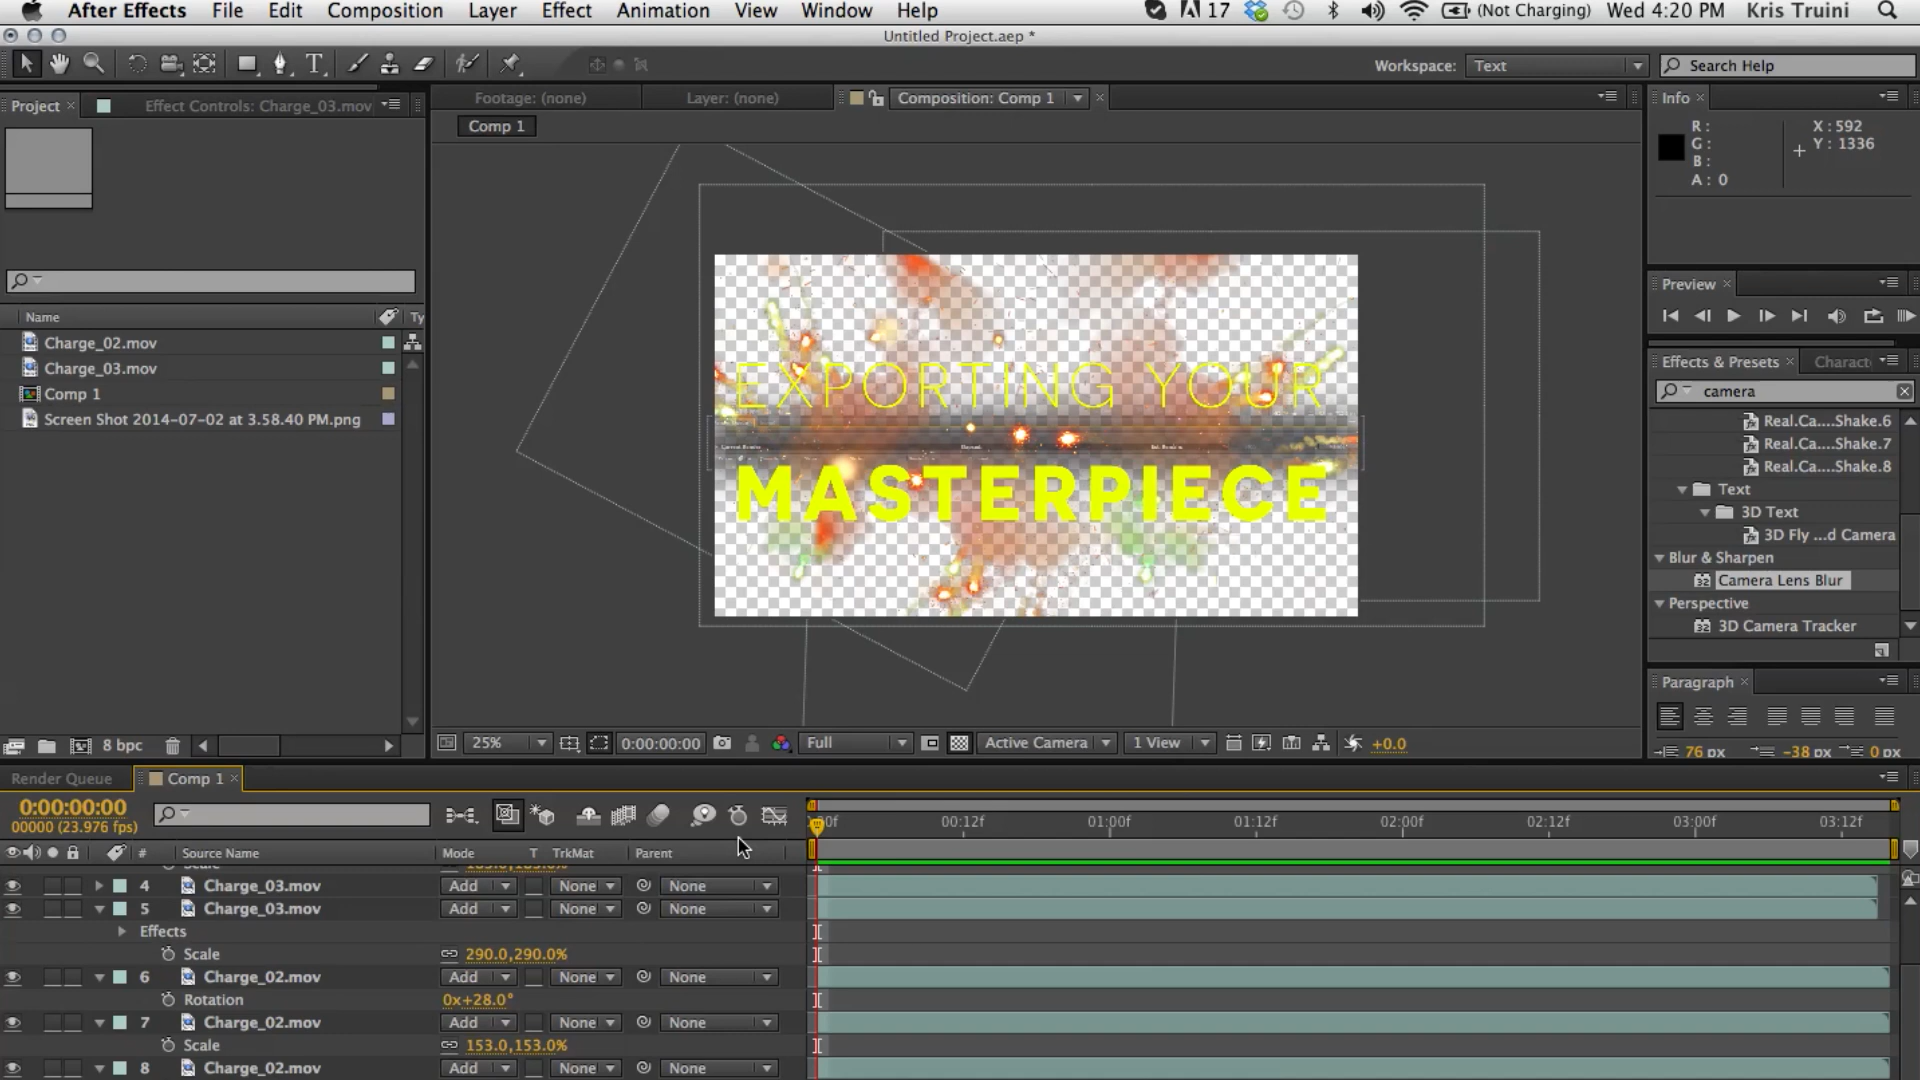 After Effects File Edit Composition Layer Effect Animation View Window Help 17 (Not Charging) Wed 4:20 PM Kris Truini
Untitled Project.aep *
Workspace: Text Search Help
Project Effect Controls: Charge_03.mov Footage: (none) Layer: (none) Composition: Comp 1 Info
Comp 1
R: X: 592
G: Y: 1336
B:
A: 0
Preview
Name Ty
Charge_02.mov
Charge_03.mov
Comp 1
Screen Shot 2014-07-02 at 3.58.40 PM.png
EXPORTING YOUR
MASTERPIECE
Effects & Presets Charact
camera
Real.Ca....Shake.6
Real.Ca....Shake.7
Real.Ca....Shake.8
Text
3D Text
3D Fly ...d Camera
Blur & Sharpen
Camera Lens Blur
Perspective
3D Camera Tracker
Paragraph
76 px -38 px 0 px
8 bpc 25% 0:00:00:00 Full Active Camera 1 View +0.0
Render Queue Comp 1
0:00:00:00
00000 (23.976 fps)
00f 00:12f 01:00f 01:12f 02:00f 02:12f 03:00f 03:12f
# Source Name Mode T TrkMat Parent
4 Charge_03.mov Add None None
5 Charge_03.mov Add None None
Effects
Scale 290.0,290.0%
6 Charge_02.mov Add None None
Rotation 0x+28.0°
7 Charge_02.mov Add None None
Scale 153.0,153.0%
8 Charge_02.mov Add None None